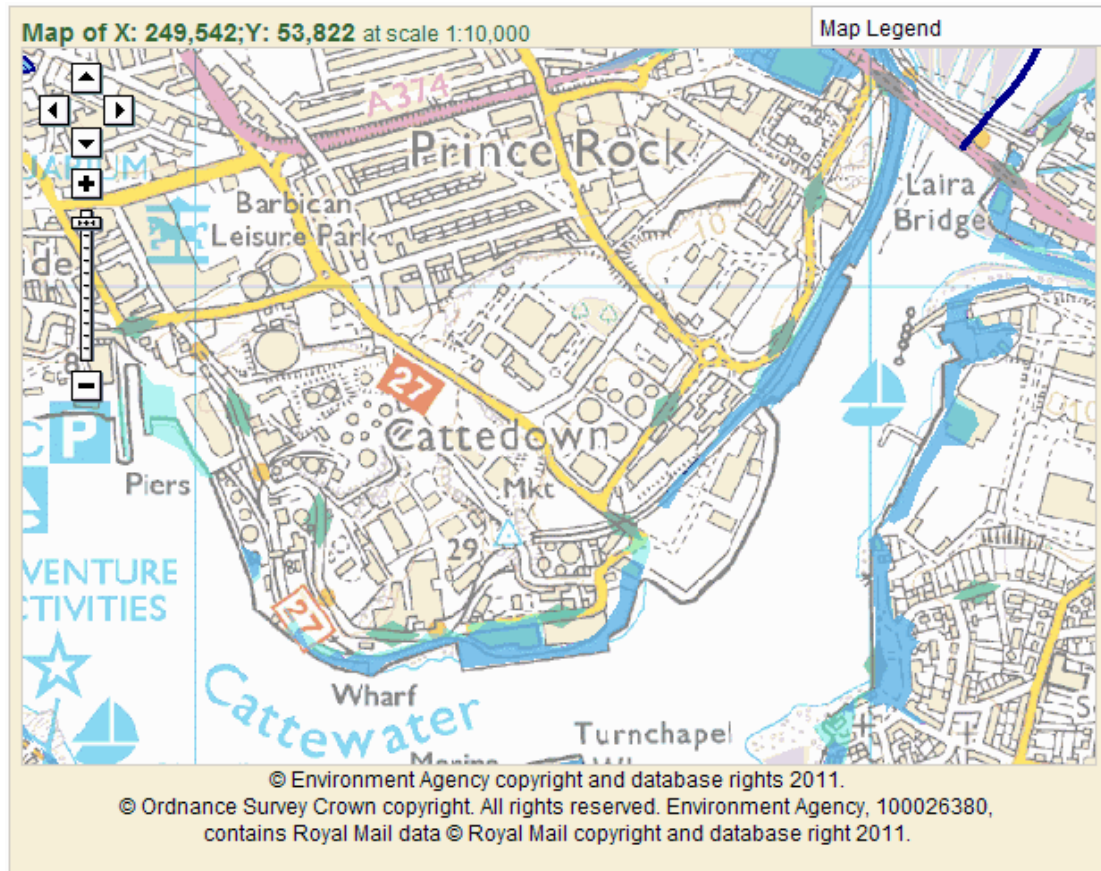 Map of X: 249,542;Y: 53,822 at scale 1:10,000
Map Legend
A374
Prince Rock
Laira
Bridge
Barbican
Leisure Park
de
10
27
Cattedown
P
Piers
Mkt
29
VENTURE
CTIVITIES
27
Wharf
Cattewater
Turnchapel
© Environment Agency copyright and database rights 2011.
© Ordnance Survey Crown copyright. All rights reserved. Environment Agency, 100026380,
contains Royal Mail data © Royal Mail copyright and database right 2011.